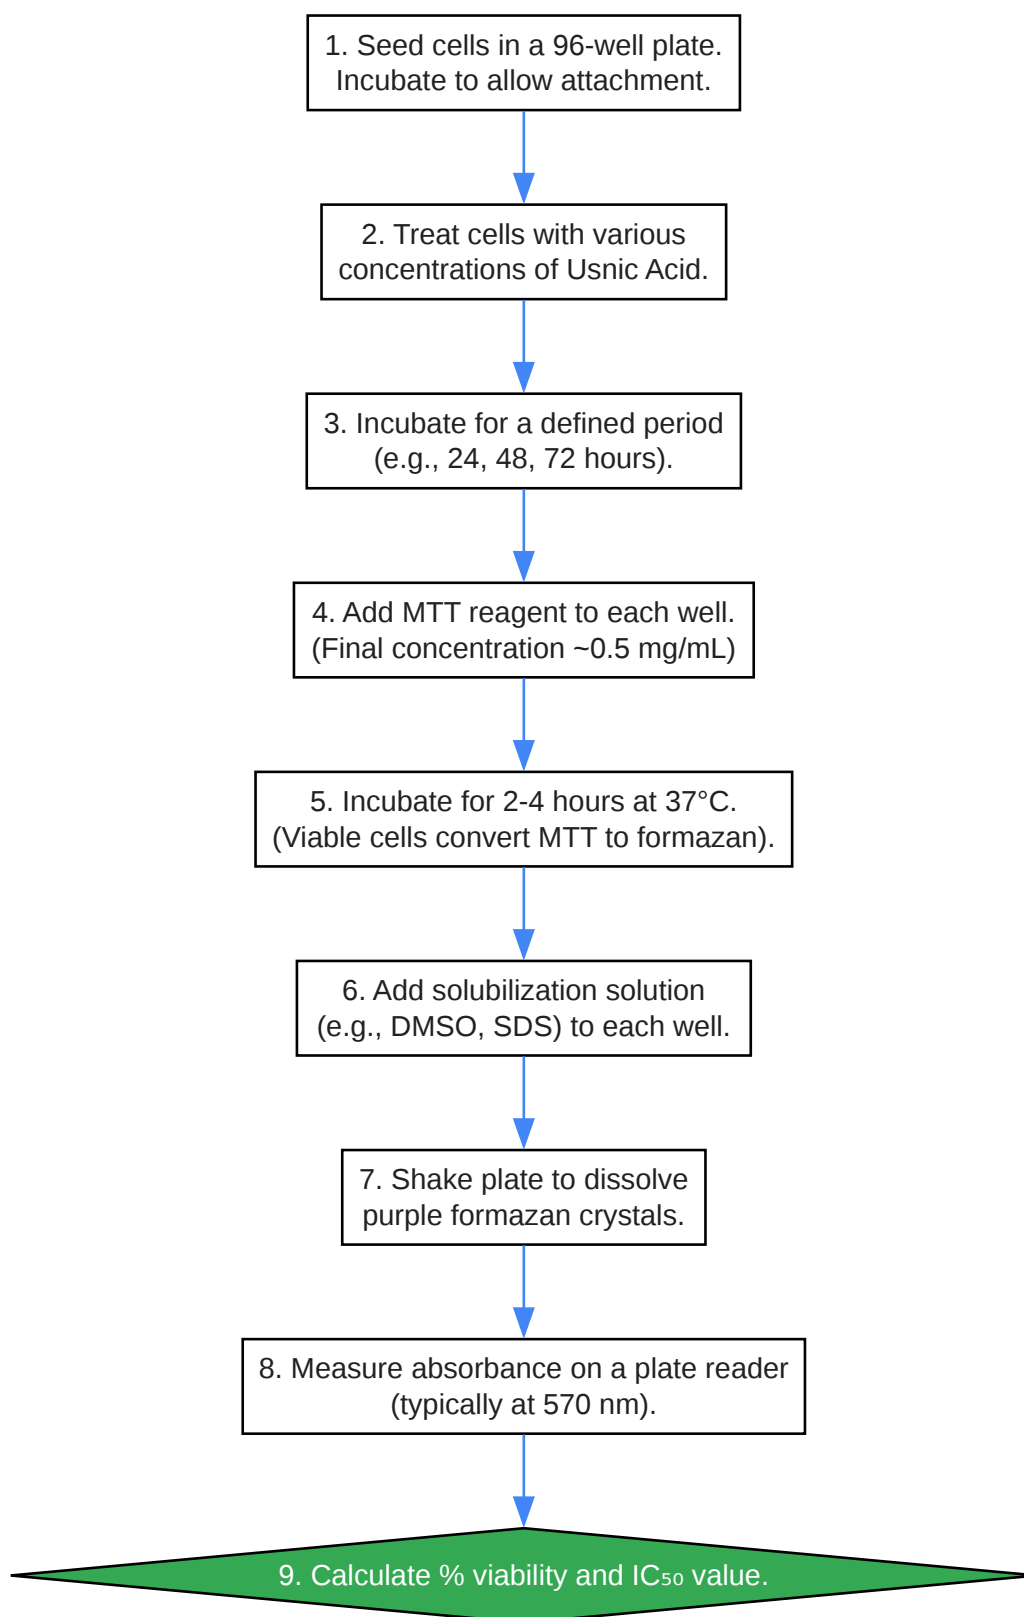 1. Seed cells in a 96-well plate.
Incubate to allow attachment.
2. Treat cells with various
concentrations of Usnic Acid.
3. Incubate for a defined period
(e.g., 24, 48, 72 hours).
4. Add MTT reagent to each well.
(Final concentration ~0.5 mg/mL)
5. Incubate for 2-4 hours at 37°C.
(Viable cells convert MTT to formazan).
6. Add solubilization solution
(e.g., DMSO, SDS) to each well.
7. Shake plate to dissolve
purple formazan crystals.
8. Measure absorbance on a plate reader
(typically at 570 nm).
9. Calculate % viability and IC₅₀ value.